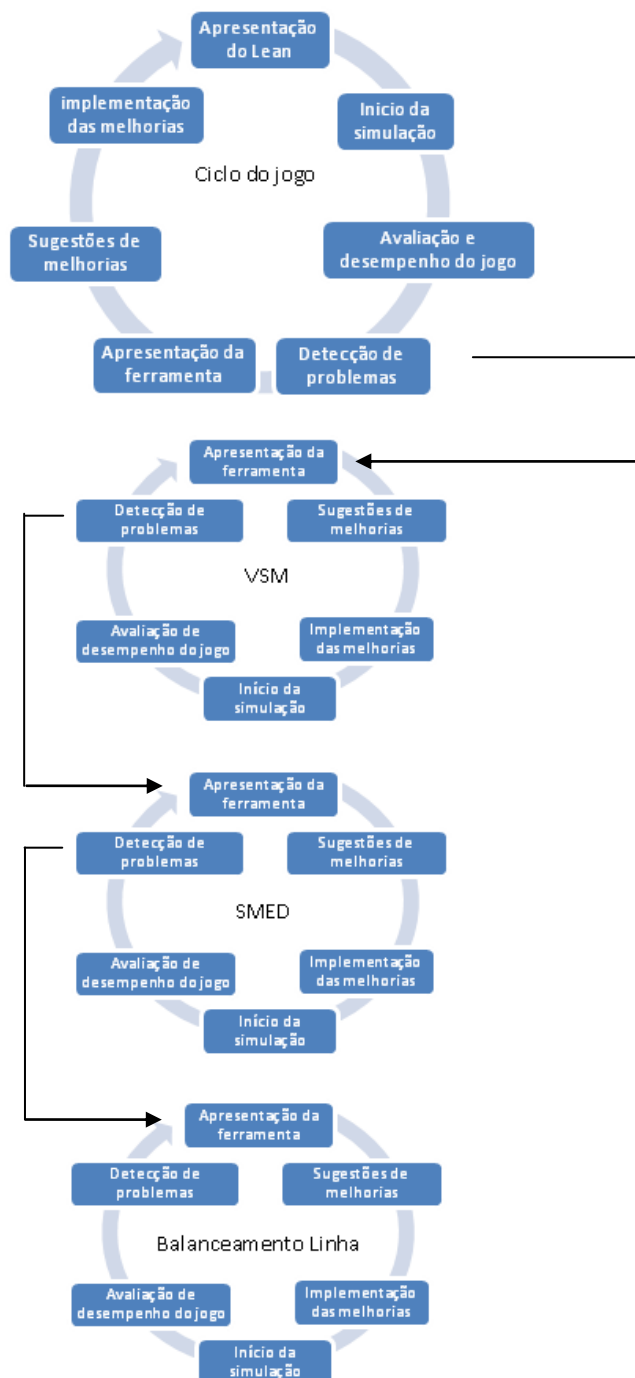 Apresentação
do Lean
implementação
das melhorias
Inicio da
simulação
Ciclo do jogo
Sugestões de
melhorias
Avaliação e
desempenho do jogo
Apresentação da
ferramenta
Detecção de
problemas
Apresentação da
ferramenta
Detecção de
problemas
Sugestões de
melhorias
VSM
Avaliação de
desempenho do jogo
Implementação
das melhorias
Início da
simulação
Apresentação da
ferramenta
Detecção de
problemas
Sugestões de
melhorias
SMED
Avaliação de
desempenho do jogo
Implementação
das melhorias
Início da
simulação
Apresentação da
ferramenta
Detecção de
problemas
Sugestões de
melhorias
Balanceamento Linha
Avaliação de
desempenho do jogo
Implementação
das melhorias
Início da
simulação